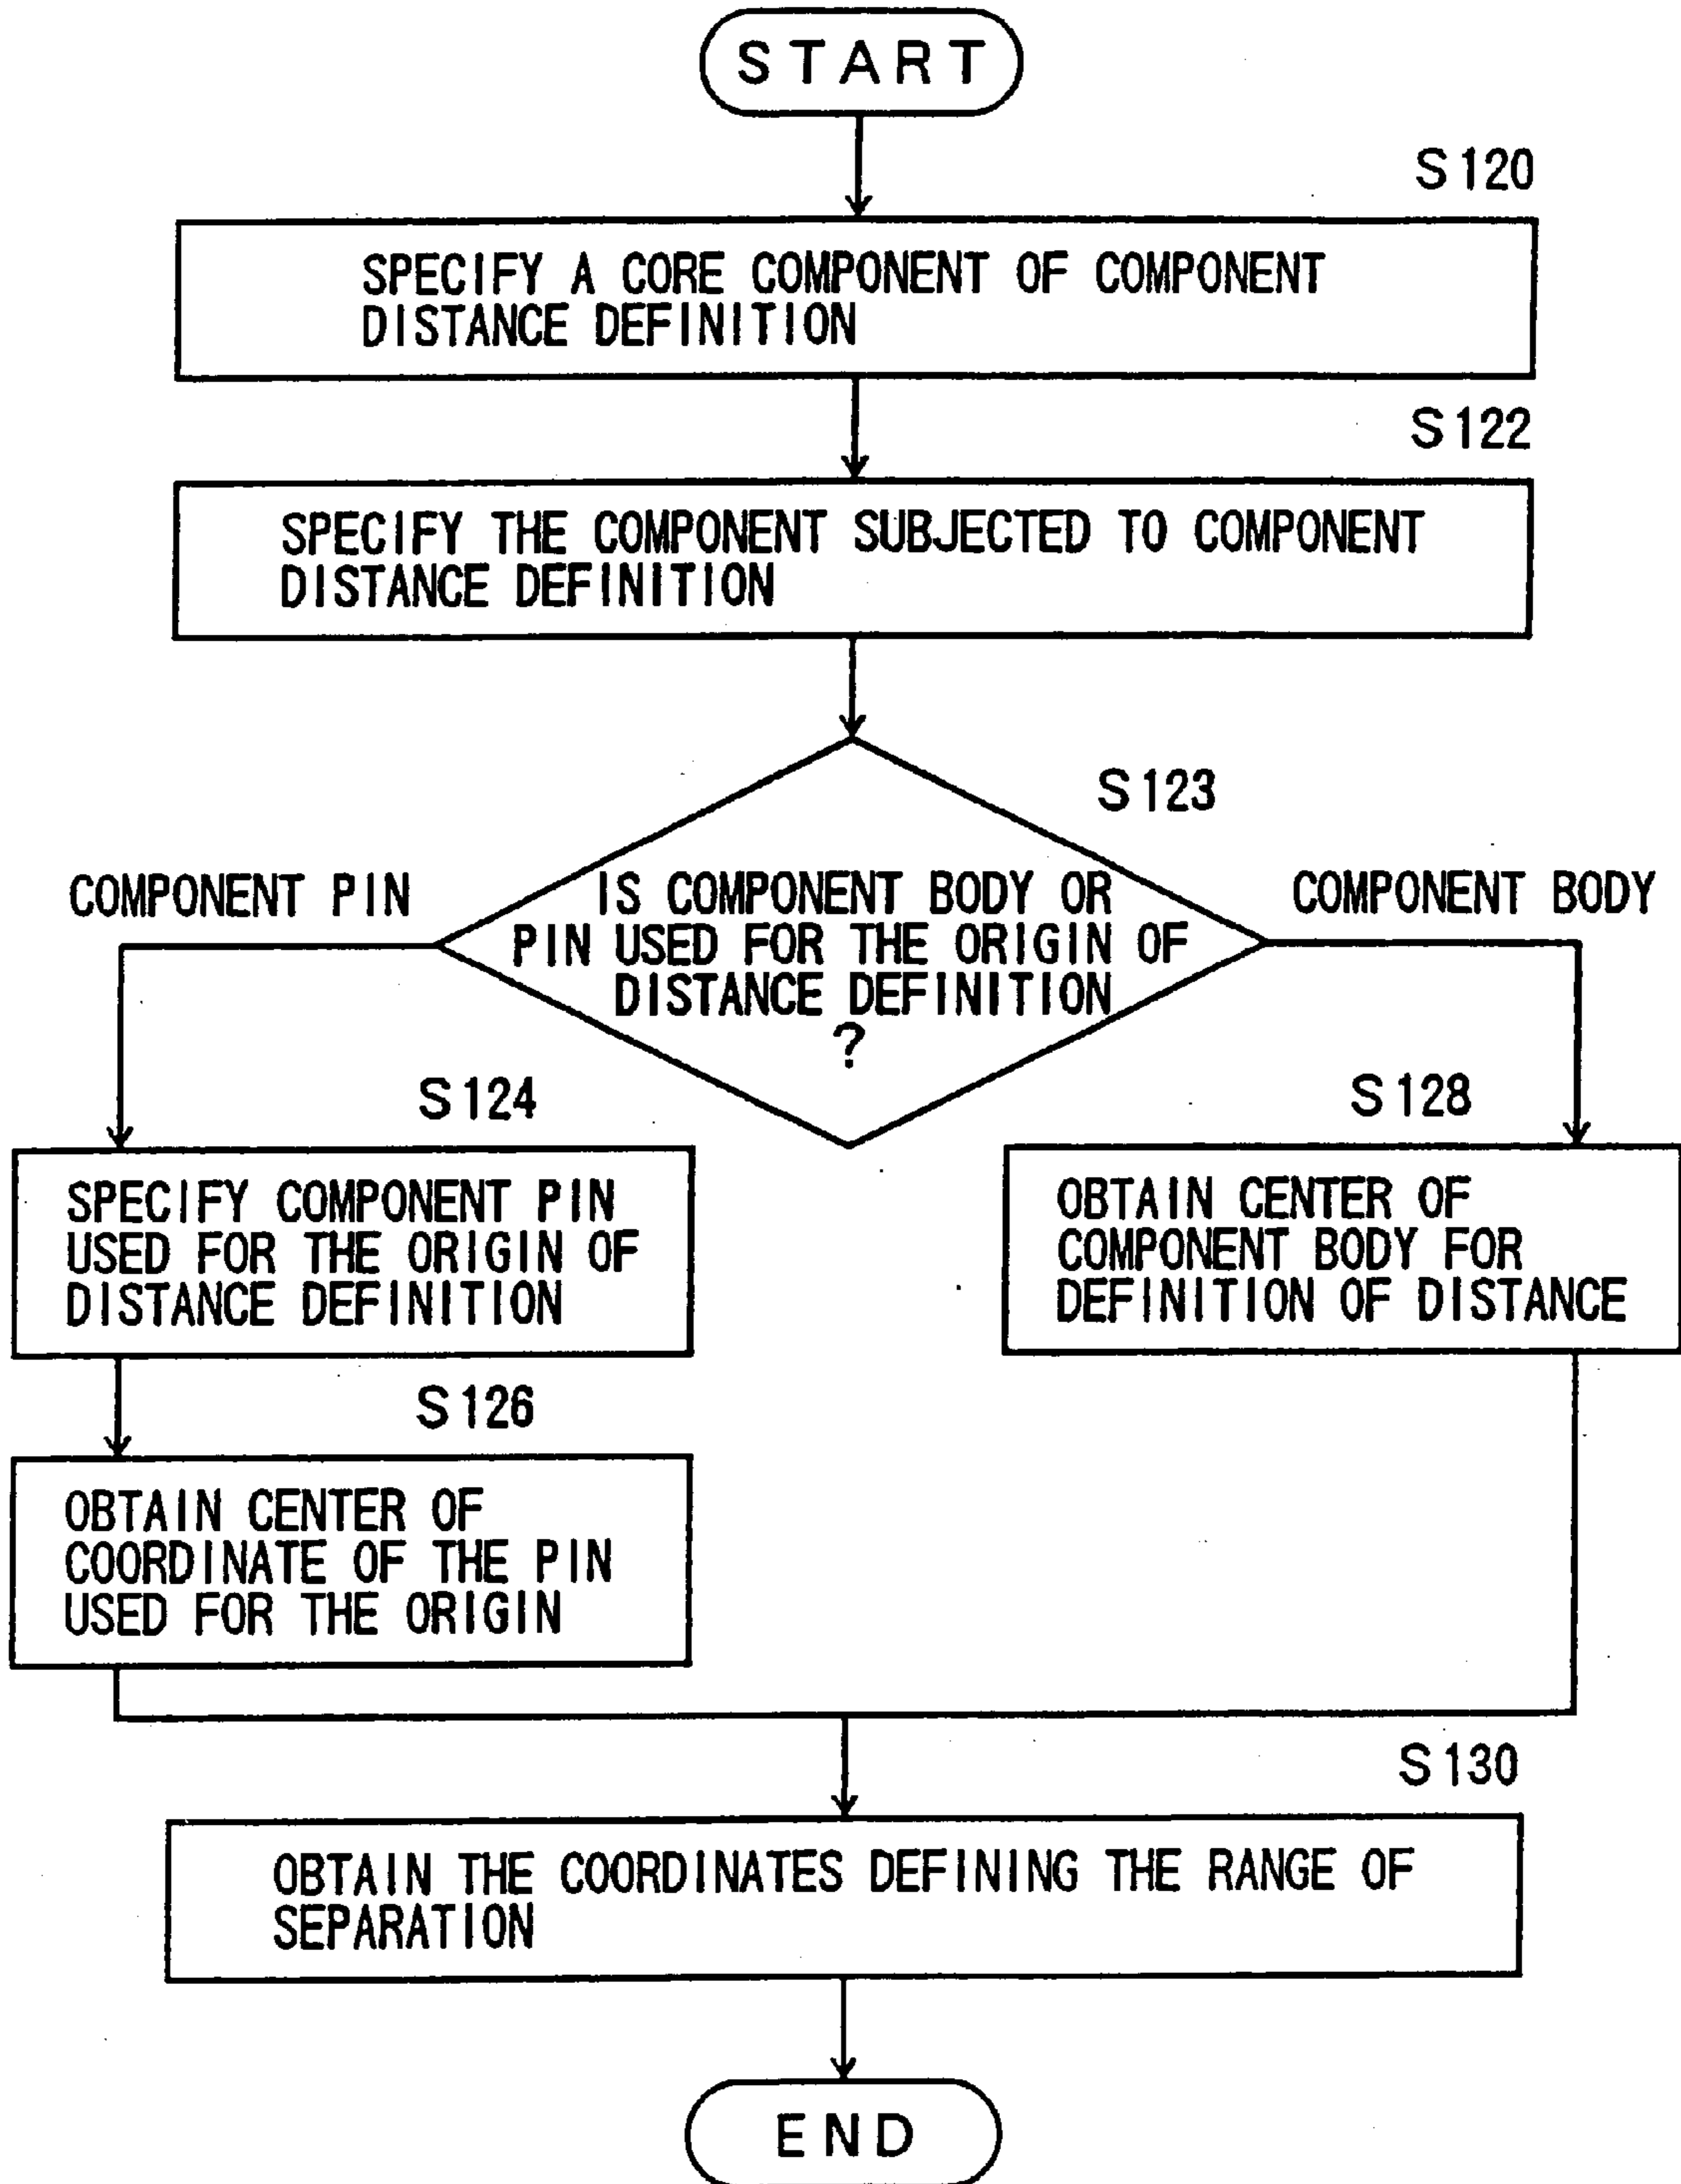 START
S120
SPECIFY A CORE COMPONENT OF COMPONENT
DISTANCE DEFINITION
S122
SPECIFY THE COMPONENT SUBJECTED TO COMPONENT
DISTANCE DEFINITION
S123
COMPONENT PIN
IS COMPONENT BODY OR
PIN USED FOR THE ORIGIN OF
DISTANCE DEFINITION
?
COMPONENT BODY
S124
SPECIFY COMPONENT PIN
USED FOR THE ORIGIN OF
DISTANCE DEFINITION
S128
OBTAIN CENTER OF
COMPONENT BODY FOR
DEFINITION OF DISTANCE
S126
OBTAIN CENTER OF
COORDINATE OF THE PIN
USED FOR THE ORIGIN
S130
OBTAIN THE COORDINATES DEFINING THE RANGE OF
SEPARATION
END